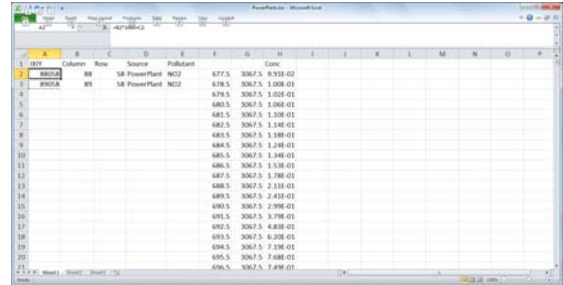 PowerPlant.csv - Microsoft Excel
A2 =B2*1000+C2
A B C D E F G H I J K L M N O P
1 IXIY Column Row Source Pollutant Conc
2 88058 88 58 PowerPlant NO2 677.5 3067.5 9.93E-02
3 89058 89 58 PowerPlant NO2 678.5 3067.5 1.00E-01
4 679.5 3067.5 1.02E-01
5 680.5 3067.5 1.06E-01
6 681.5 3067.5 1.10E-01
7 682.5 3067.5 1.14E-01
8 683.5 3067.5 1.18E-01
9 684.5 3067.5 1.24E-01
10 685.5 3067.5 1.34E-01
11 686.5 3067.5 1.53E-01
12 687.5 3067.5 1.78E-01
13 688.5 3067.5 2.11E-01
14 689.5 3067.5 2.41E-01
15 690.5 3067.5 2.99E-01
16 691.5 3067.5 3.79E-01
17 692.5 3067.5 4.83E-01
18 693.5 3067.5 6.20E-01
19 694.5 3067.5 7.19E-01
20 695.5 3067.5 7.68E-01
21 696.5 3067.5 7.49E-01
Sheet1 Sheet2 Sheet3
Ready